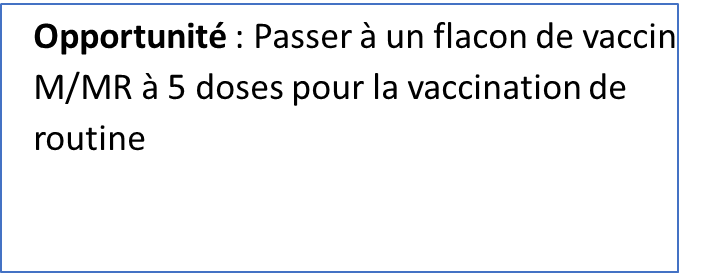 Opportunité : Passer à un flacon de vaccin
M/MR à 5 doses pour la vaccination de
routine